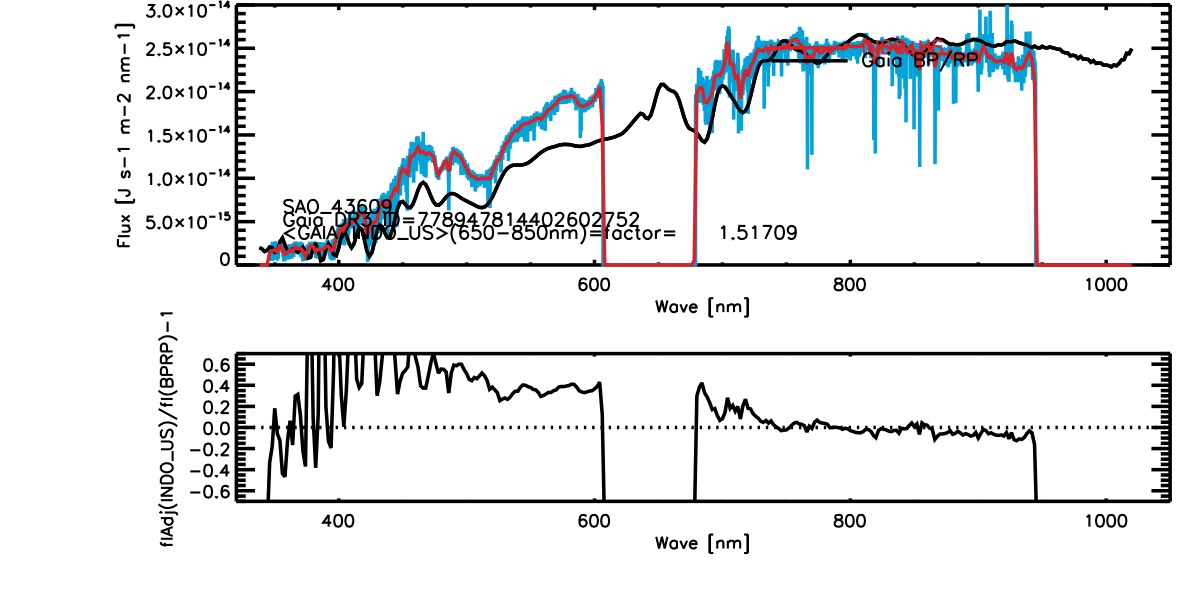 3.0×10⁻¹⁴
2.5×10⁻¹⁴
2.0×10⁻¹⁴
1.5×10⁻¹⁴
1.0×10⁻¹⁴
5.0×10⁻¹⁵
0
Flux [J s−1 m−2 nm−1]
Gaia BP/RP
SAO_43609
Gaia DR3 ID=778947814402602752
<GAIA/INDO_US>(650−850nm)=factor= 1.51709
400 600 800 1000
Wave [nm]
flAdj(INDO_US)/fl(BPRP)−1
0.6
0.4
0.2
0.0
−0.2
−0.4
−0.6
400 600 800 1000
Wave [nm]